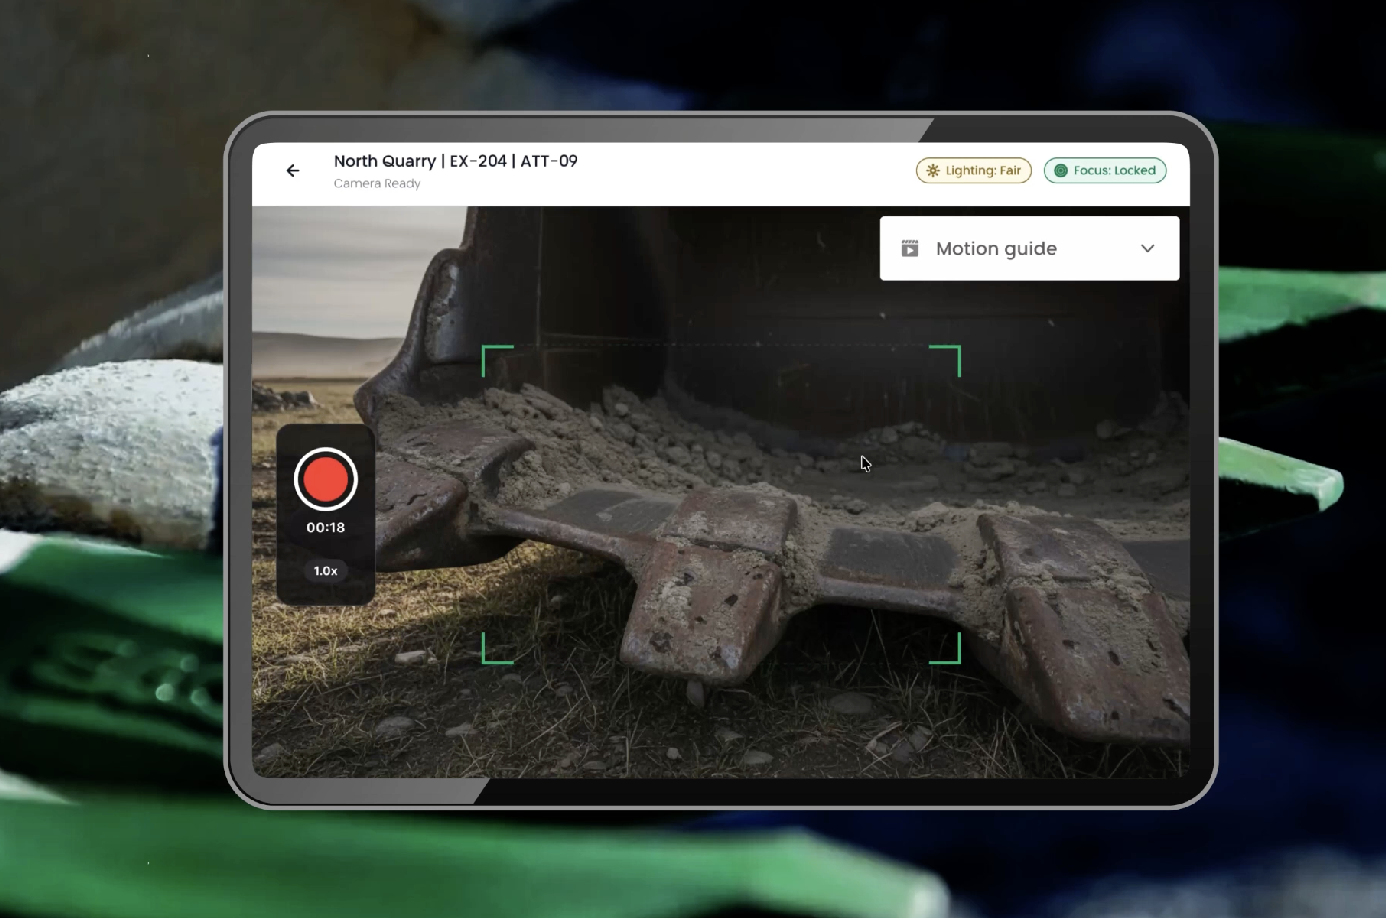 North Quarry | EX-204 | ATT-09
Camera Ready
Lighting: Fair
Focus: Locked
Motion guide
00:18
1.0x